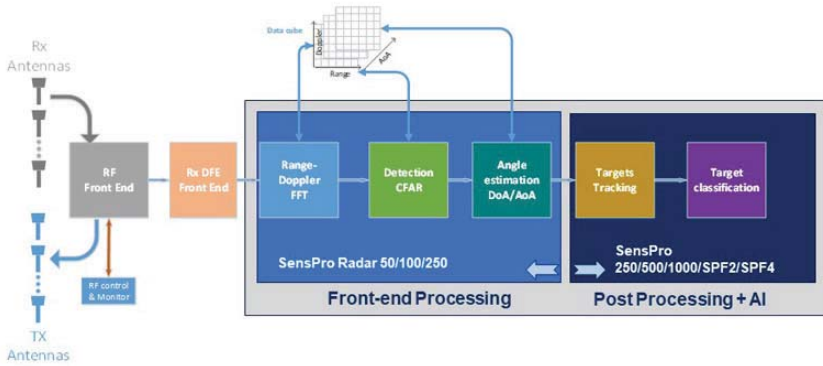 Data cube
Doppler
AoA
Range
Rx
Antennas
RF
Front End
Rx DFE
Front End
Range-
Doppler
FFT
Detection
CFAR
Angle
estimation
DoA/AoA
Targets
Tracking
Target
classification
RF control
& Monitor
SensPro Radar 50/100/250
SensPro
250/500/1000/SPF2/SPF4
Front-end Processing
Post Processing + AI
TX
Antennas